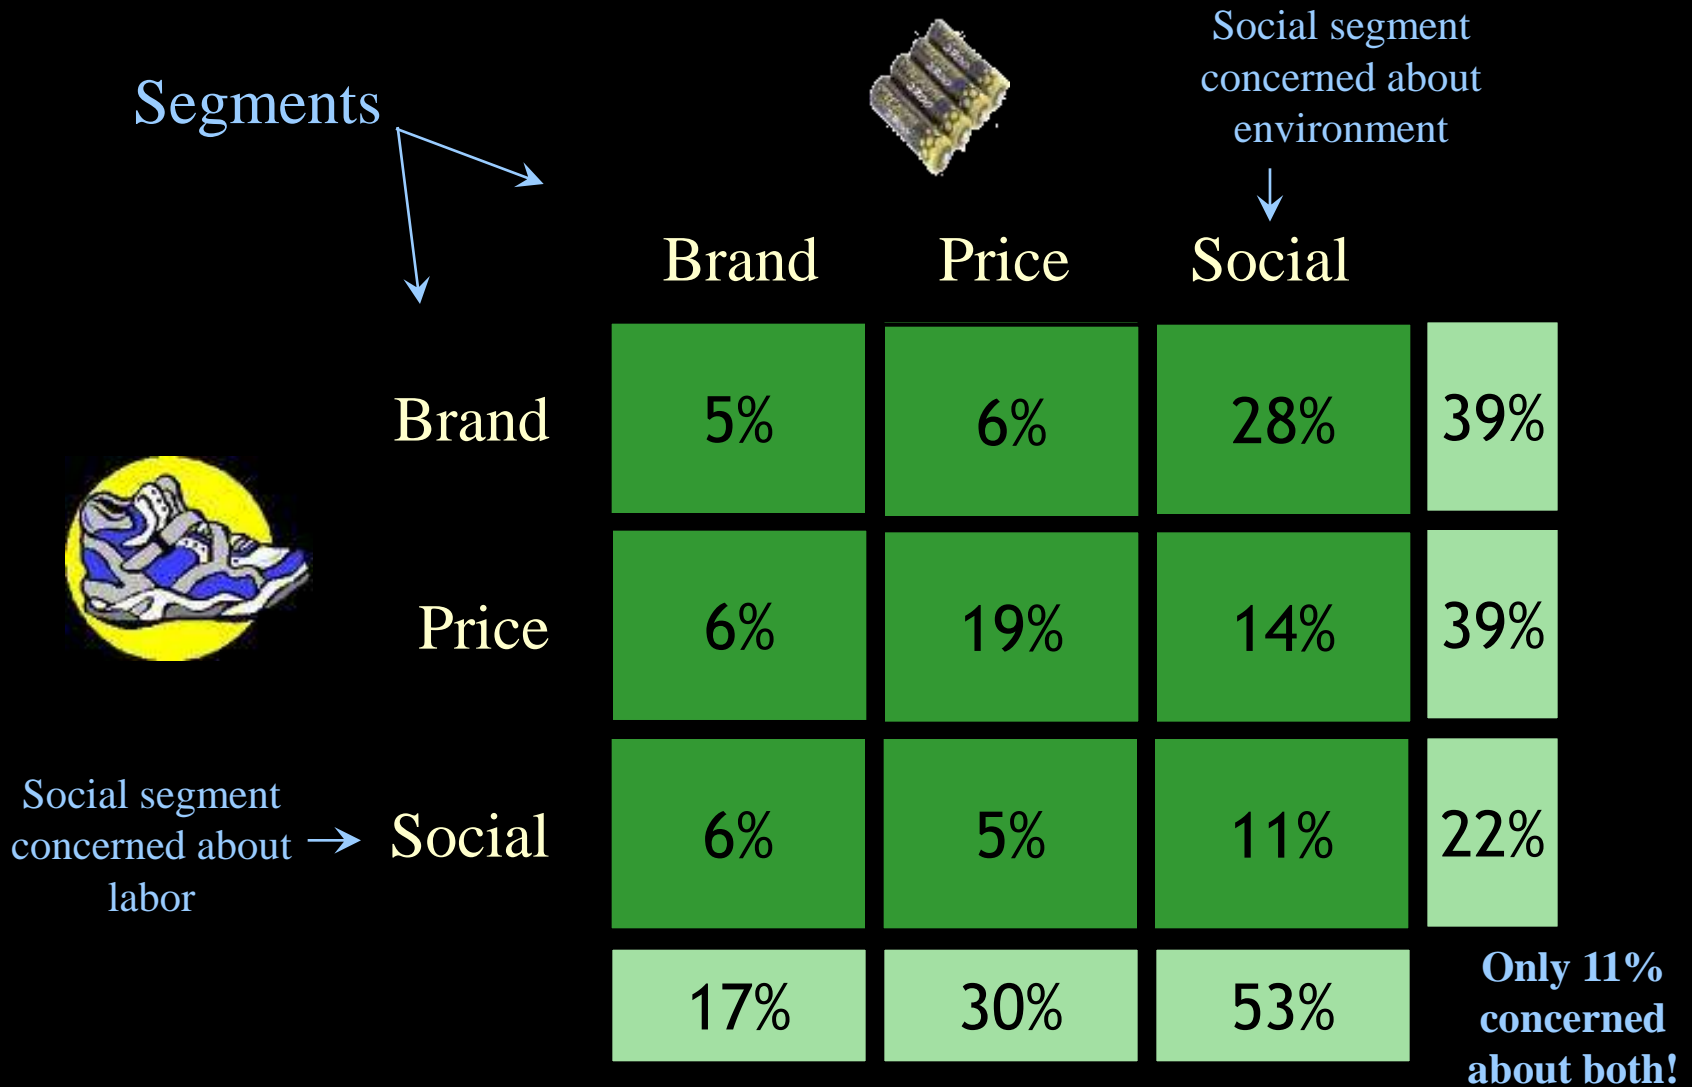 Social segment
concerned about
environment
Segments
Brand Price Social
Brand 5% 6% 28% 39%
Price 6% 19% 14% 39%
Social segment
concerned about
labor
Social 6% 5% 11% 22%
17% 30% 53%
Only 11%
concerned
about both!